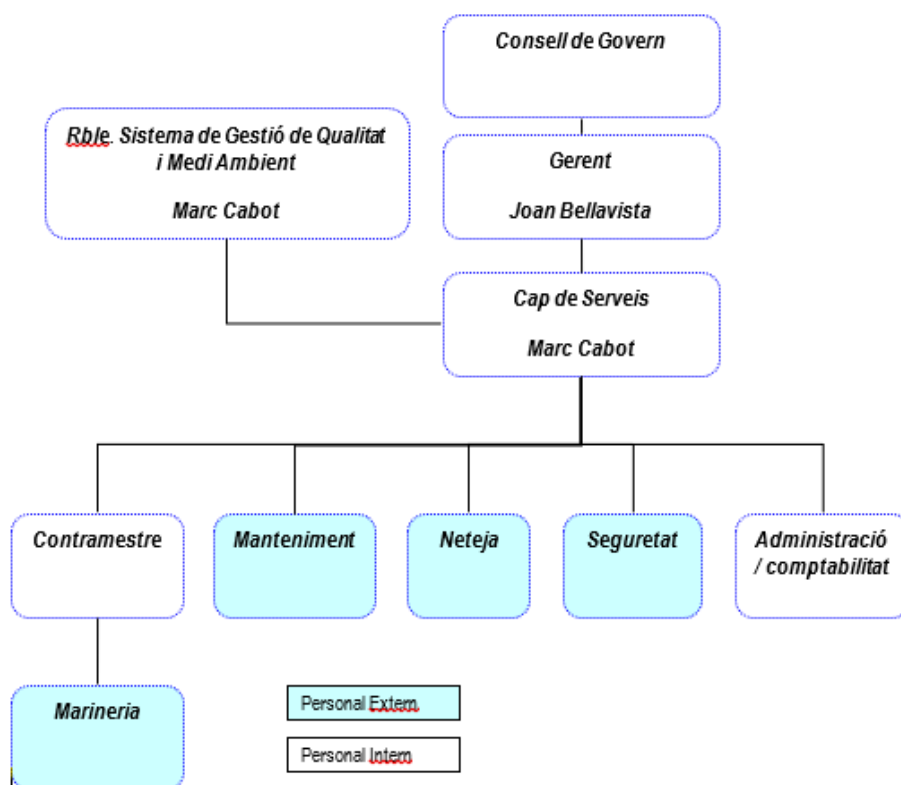 Consell de Govern
Rble. Sistema de Gestió de Qualitat
i Medi Ambient
Marc Cabot
Gerent
Joan Bellavista
Cap de Serveis
Marc Cabot
Contramestre
Manteniment
Neteja
Seguretat
Administració
/ comptabilitat
Marineria
Personal Extern
Personal Intern